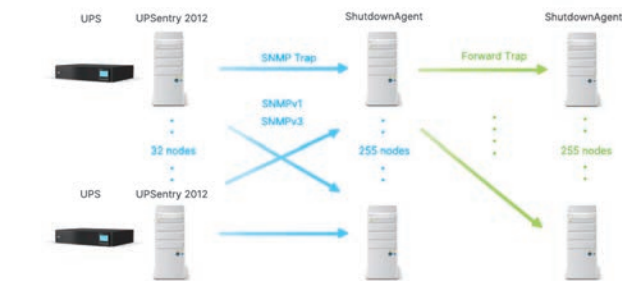 UPS UPSentry 2012 ShutdownAgent ShutdownAgent
SNMP Trap Forward Trap
SNMPv1
SNMPv3
32 nodes 255 nodes 255 nodes
UPS UPSentry 2012